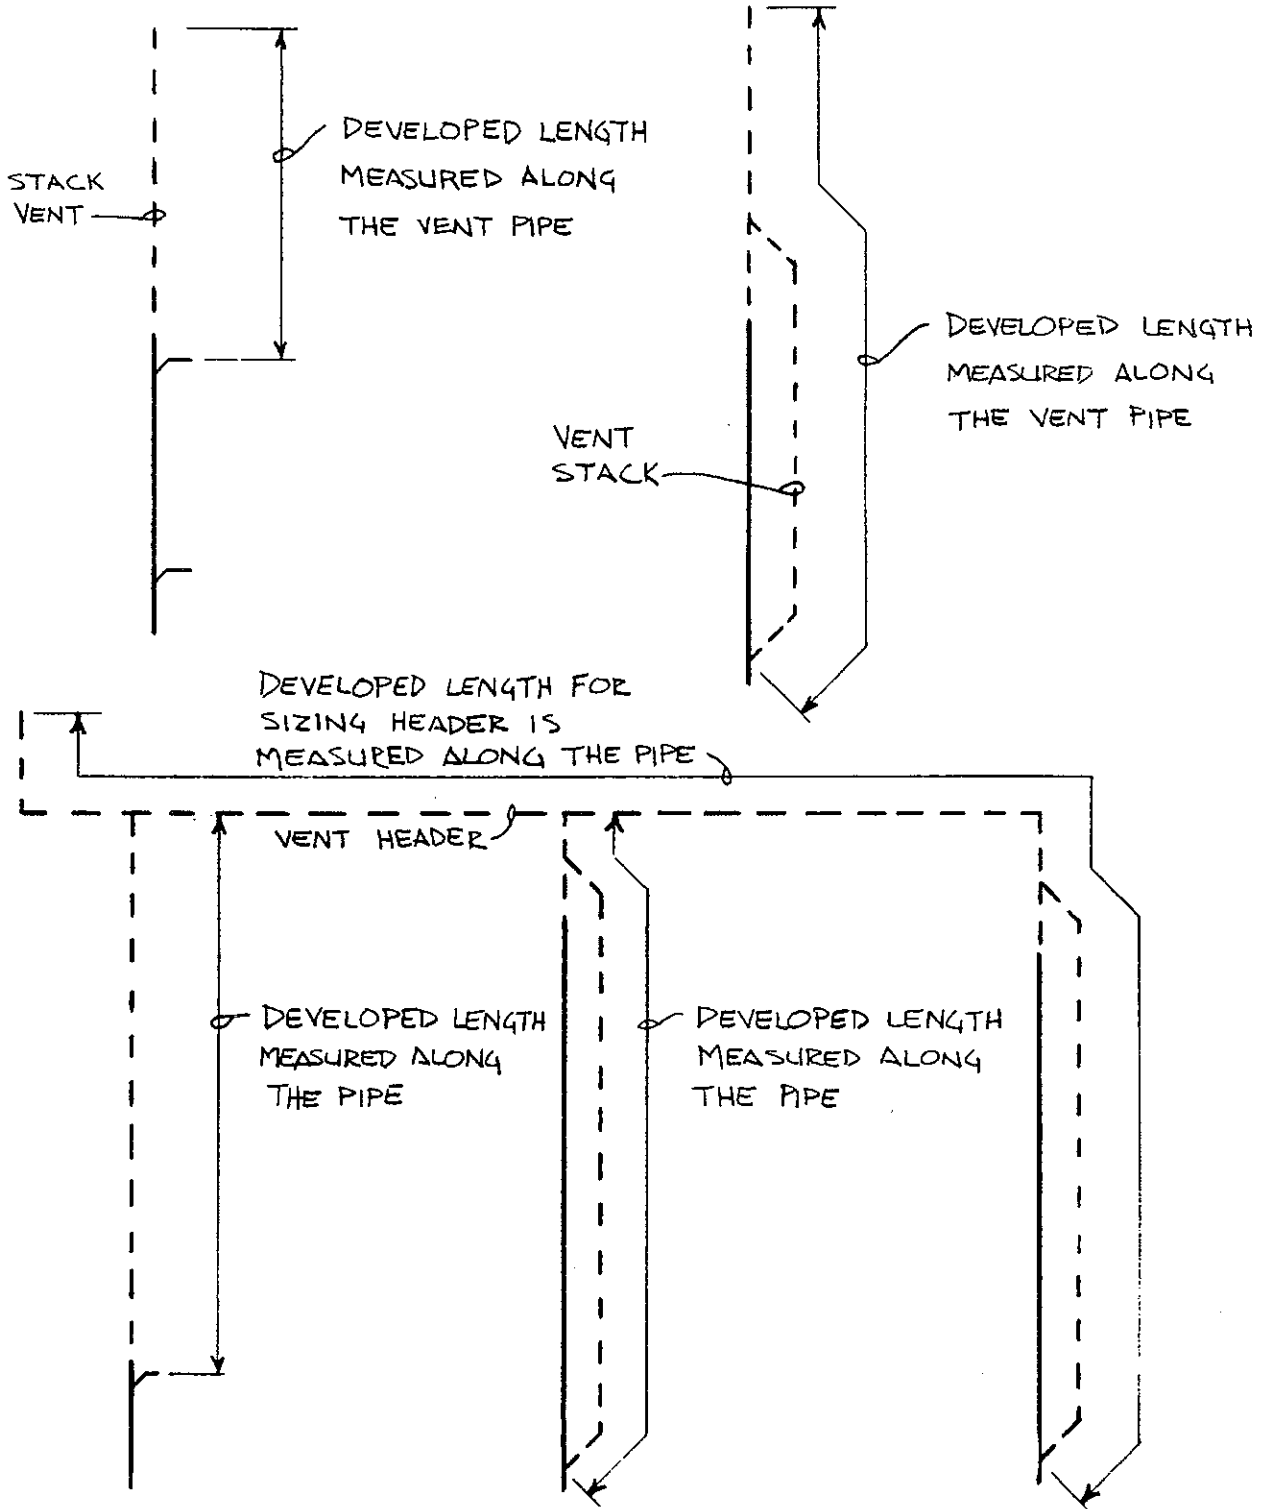 STACK
VENT
DEVELOPED LENGTH
MEASURED ALONG
THE VENT PIPE
DEVELOPED LENGTH
MEASURED ALONG
THE VENT PIPE
VENT
STACK
DEVELOPED LENGTH FOR
SIZING HEADER IS
MEASURED ALONG THE PIPE
VENT HEADER
DEVELOPED LENGTH
MEASURED ALONG
THE PIPE
DEVELOPED LENGTH
MEASURED ALONG
THE PIPE